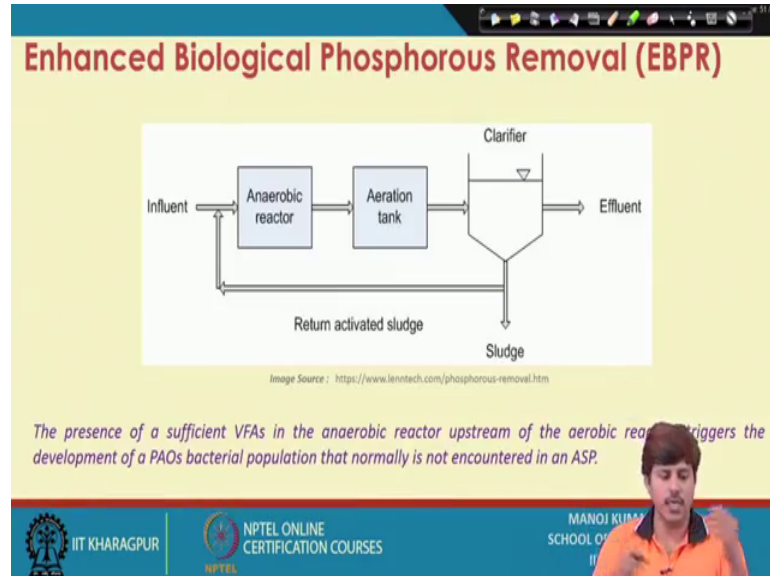 Enhanced Biological Phosphorous Removal (EBPR)
Clarifier
Influent
Anaerobic
reactor
Aeration
tank
Effluent
Return activated sludge
Sludge
Image Source : https://www.lenntech.com/phosphorous-removal.htm
The presence of a sufficient VFAs in the anaerobic reactor upstream of the aerobic triggers the
development of a PAOs bacterial population that normally is not encountered in an ASP.
IIT KHARAGPUR
NPTEL
NPTEL ONLINE
CERTIFICATION COURSES
MANOJ
SCHOOL OF